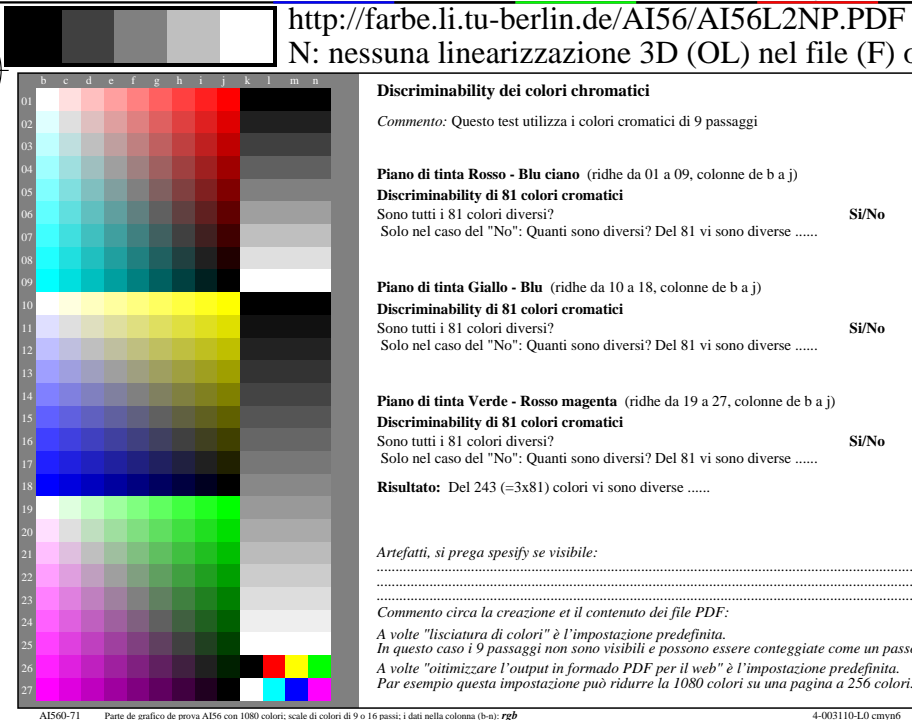 http://farbe.li.tu-berlin.de/AI56/AI56L2NP.PDF
N: nessuna linearizzazione 3D (OL) nel file (F) o
b c d e f g h i j k l m n
01
02
03
04
05
06
07
08
09
10
11
12
13
14
15
16
17
18
19
20
21
22
23
24
25
26
27
Discriminability dei colori chromatici
Commento: Questo test utilizza i colori cromatici di 9 passaggi
Piano di tinta Rosso - Blu ciano (ridhe da 01 a 09, colonne de b a j)
Discriminability di 81 colori cromatici
Sono tutti i 81 colori diversi? Si/No
Solo nel caso del "No": Quanti sono diversi? Del 81 vi sono diverse ......
Piano di tinta Giallo - Blu (ridhe da 10 a 18, colonne de b a j)
Discriminability di 81 colori cromatici
Sono tutti i 81 colori diversi? Si/No
Solo nel caso del "No": Quanti sono diversi? Del 81 vi sono diverse ......
Piano di tinta Verde - Rosso magenta (ridhe da 19 a 27, colonne de b a j)
Discriminability di 81 colori cromatici
Sono tutti i 81 colori diversi? Si/No
Solo nel caso del "No": Quanti sono diversi? Del 81 vi sono diverse ......
Risultato: Del 243 (=3x81) colori vi sono diverse ......
Artefatti, si prega spesify se visibile:
Commento circa la creazione et il contenuto dei file PDF:
A volte "lisciatura di colori" è l'impostazione predefinita.
In questo caso i 9 passaggi non sono visibili e possono essere conteggiate come un pass
A volte "oitimizzare l'output in formado PDF per il web" è l'impostazione predefinita.
Par esempio questa impostazione può ridurre la 1080 colori su una pagina a 256 colori.
AI560-71 Parte de grafico de prova AI56 con 1080 colori; scale di colori di 9 o 16 passi; i dati nella colonna (b-n): rgb 4-003110-L0 cmyn6